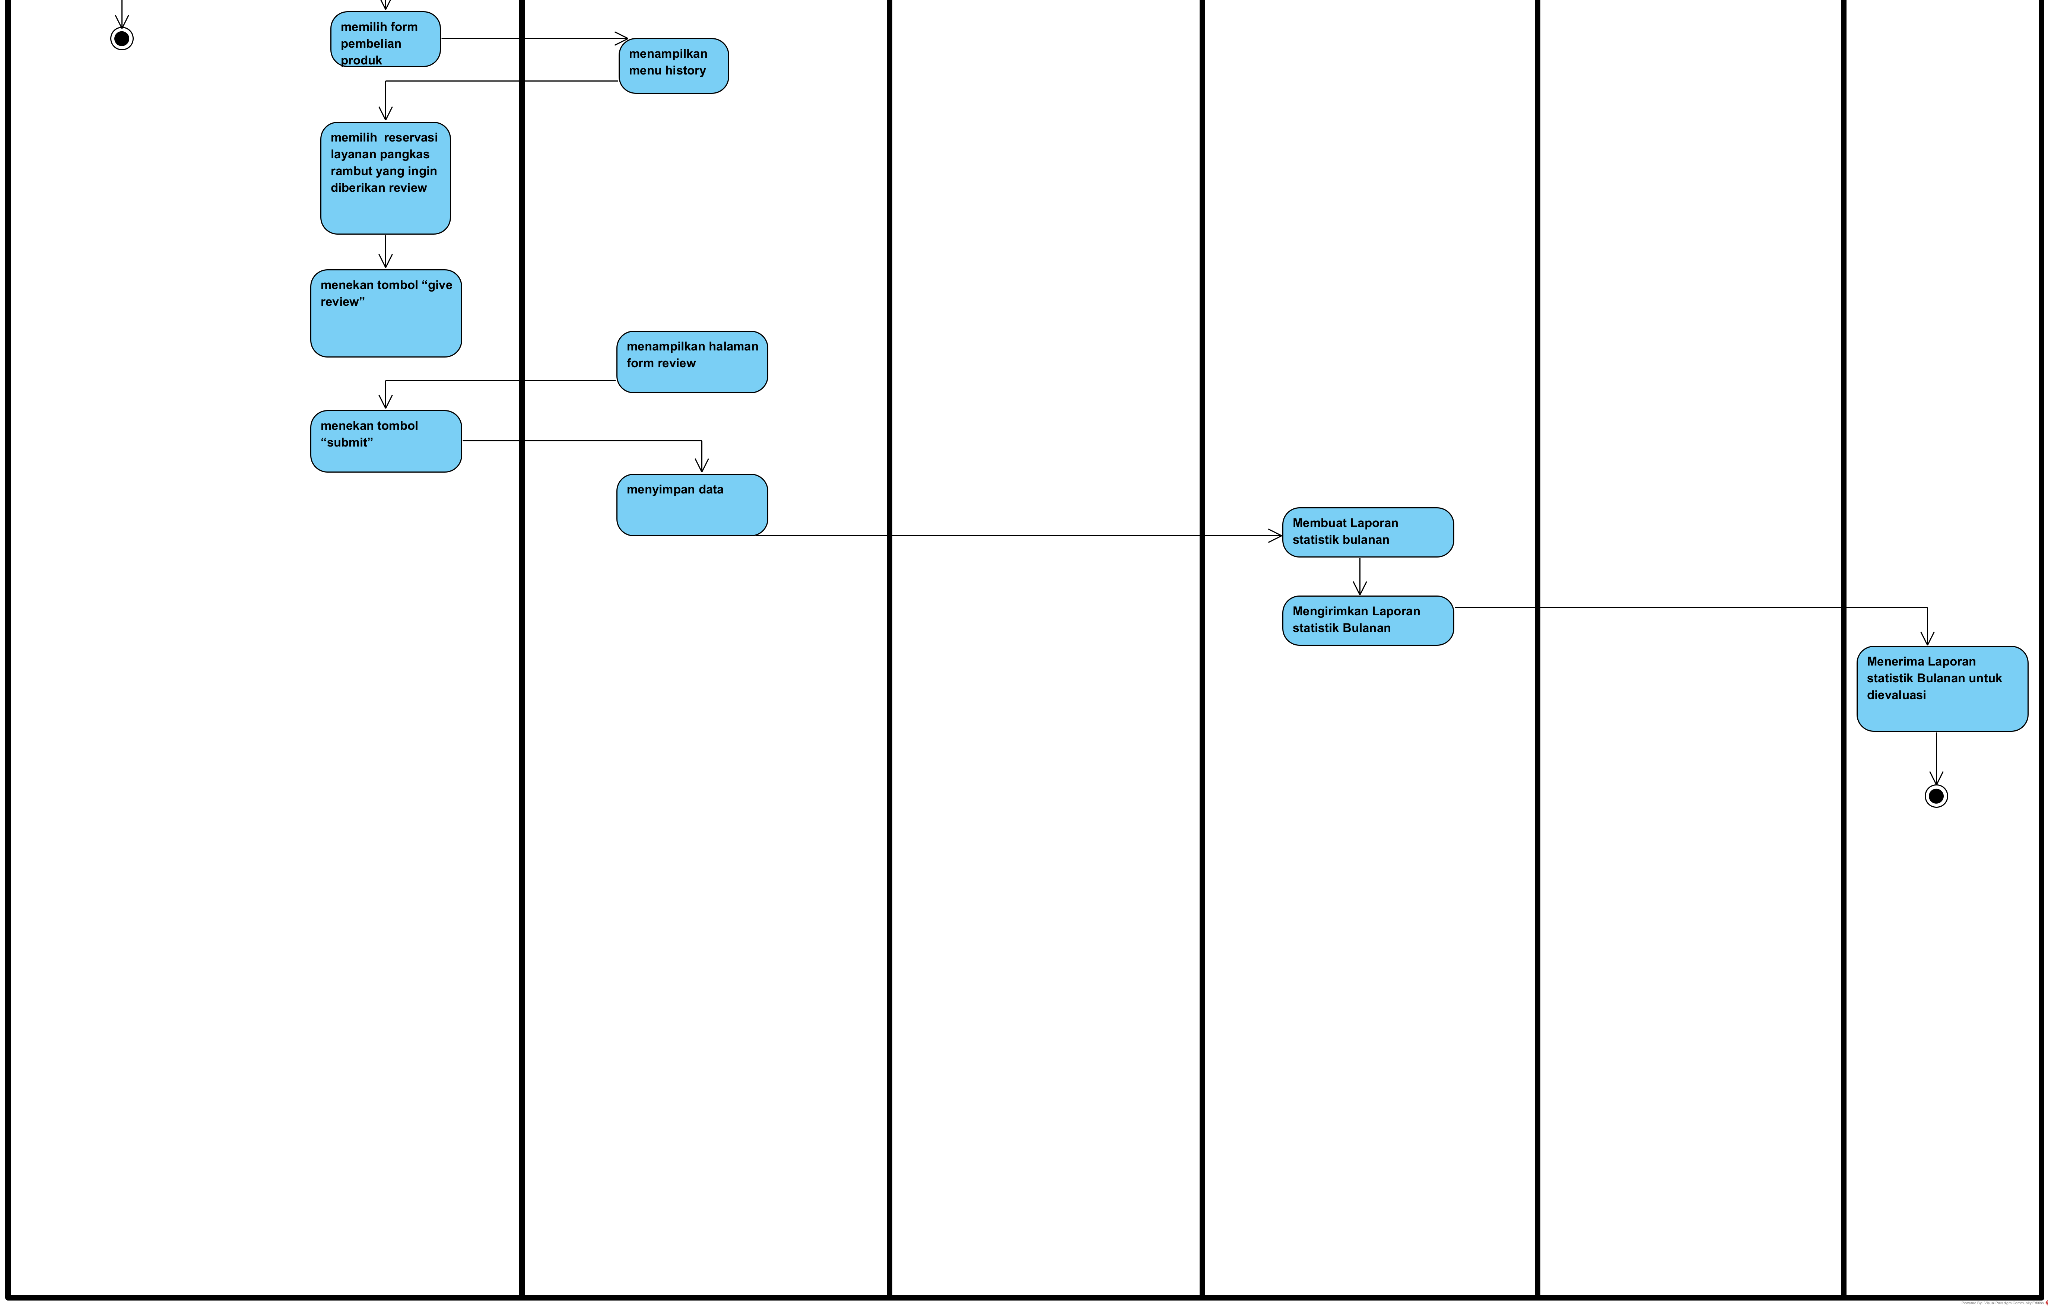 memilih form
pembelian
produk
menampilkan
menu history
memilih  reservasi
layanan pangkas
rambut yang ingin
diberikan review
menekan tombol “give
review”
menampilkan halaman
form review
menekan tombol
“submit”
menyimpan data
Membuat Laporan
statistik bulanan
Mengirimkan Laporan
statistik Bulanan
Menerima Laporan
statistik Bulanan untuk
dievaluasi